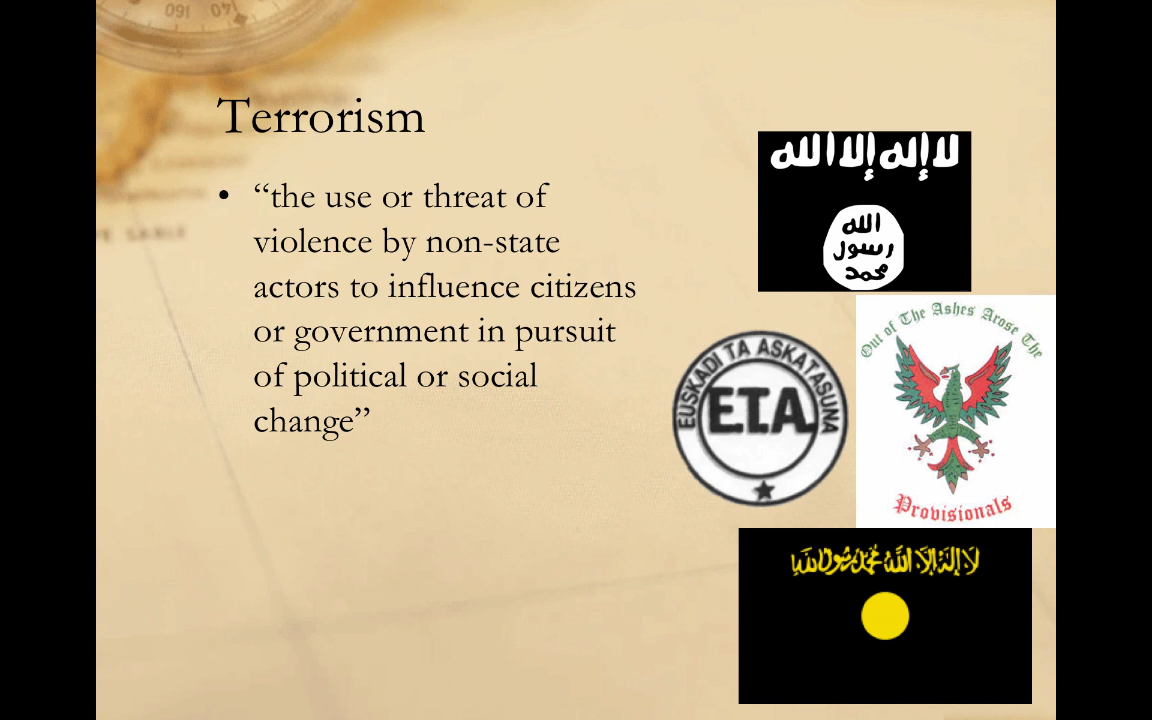 Terrorism
• “the use or threat of
violence by non-state
actors to influence citizens
or government in pursuit
of political or social
change”
لا إله إلا الله
الله
رسول
محمد
EUSKADI TA ASKATASUNA
E.T.A.
Out of The Ashes Arose The
Provisionals
لا إله إلا الله محمد رسول الله
160